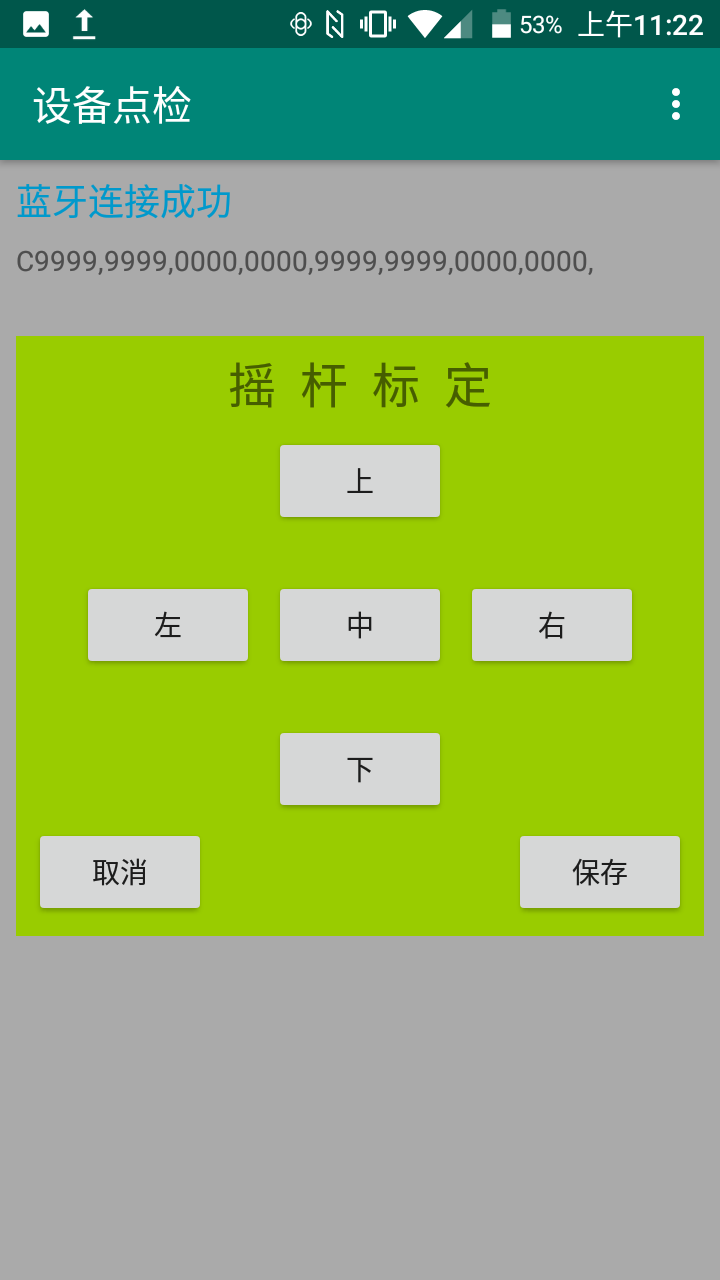 53% 上午11:22
设备点检
蓝牙连接成功
C9999,9999,0000,0000,9999,9999,0000,0000,
摇 杆 标 定
上
左 中 右
下
取消 保存